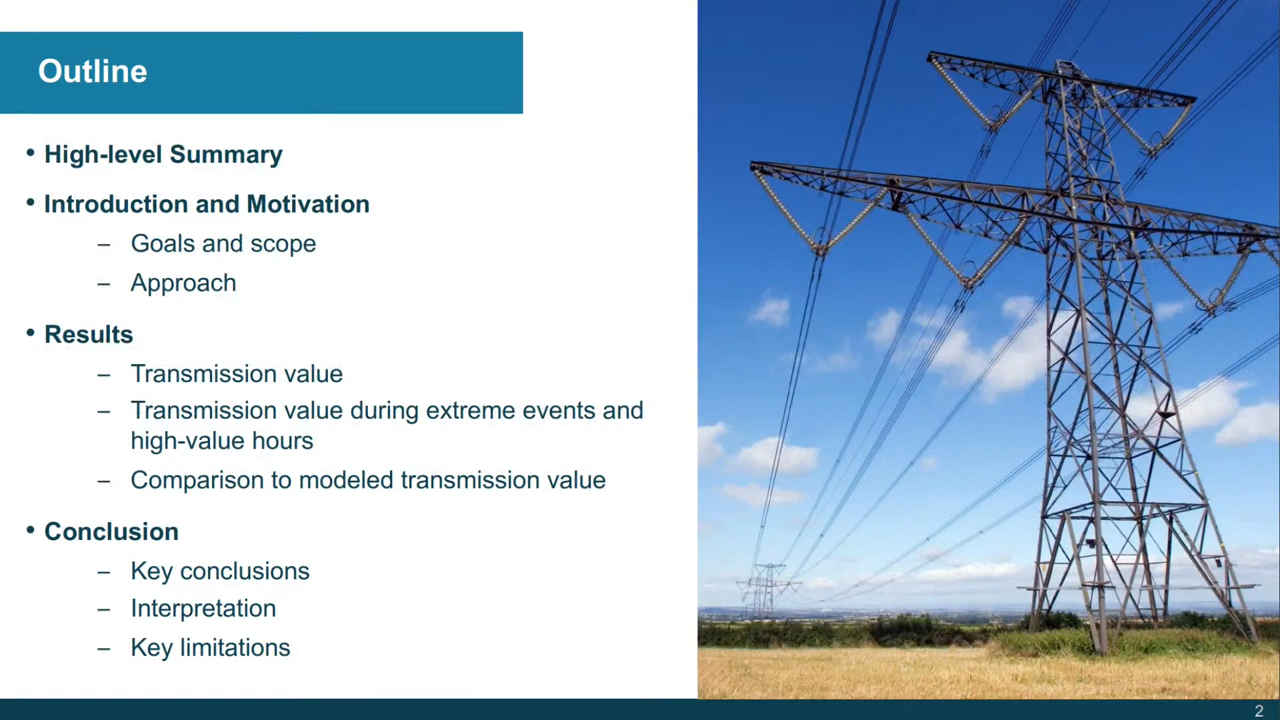 Outline
• High-level Summary
• Introduction and Motivation
– Goals and scope
– Approach
• Results
– Transmission value
– Transmission value during extreme events and
high-value hours
– Comparison to modeled transmission value
• Conclusion
– Key conclusions
– Interpretation
– Key limitations
2